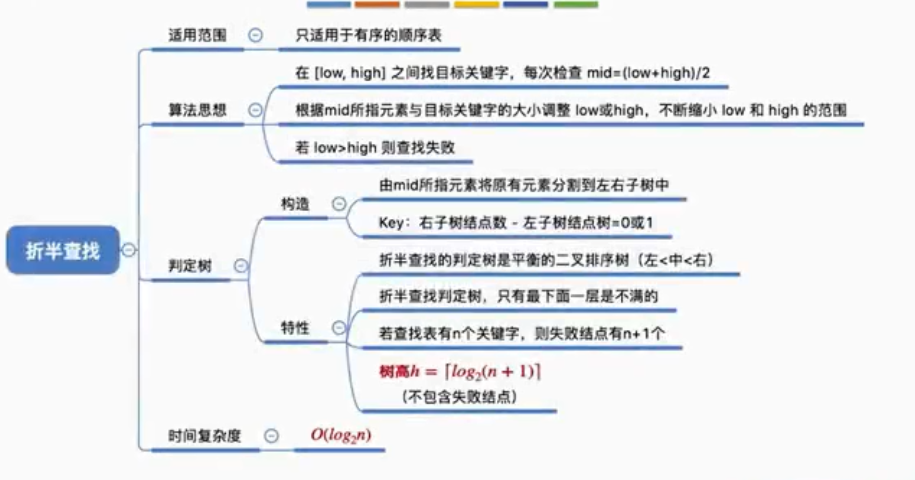 适用范围
只适用于有序的顺序表
在 [low, high] 之间找目标关键字，每次检查 mid=(low+high)/2
算法思想
根据mid所指元素与目标关键字的大小调整 low或high，不断缩小 low 和 high 的范围
若 low>high 则查找失败
由mid所指元素将原有元素分割到左右子树中
构造
Key：右子树结点数 - 左子树结点树=0或1
折半查找
判定树
折半查找的判定树是平衡的二叉排序树（左<中<右）
折半查找判定树，只有最下面一层是不满的
特性
若查找表有n个关键字，则失败结点有n+1个
树高h = ⌈log₂(n + 1)⌉
（不包含失败结点）
时间复杂度
O(log₂n)